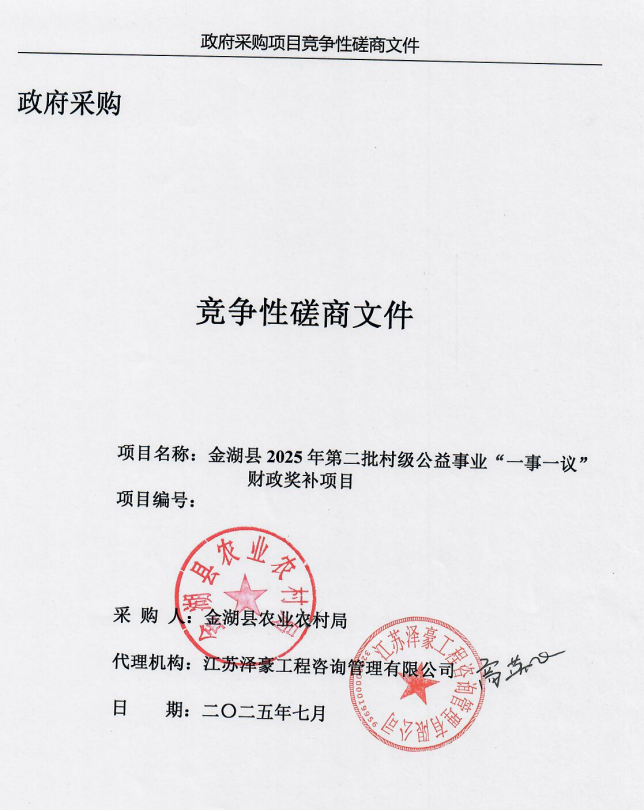 政府采购项目竞争性磋商文件
政府采购
竞争性磋商文件
项目名称：金湖县 2025 年第二批村级公益事业“一事一议”
财政奖补项目
项目编号：
金湖县农业农村局
采 购 人：金湖县农业农村局
江苏泽豪工程咨询管理有限公司
代理机构：江苏泽豪工程咨询管理有限公司
日 期：二〇二五年七月